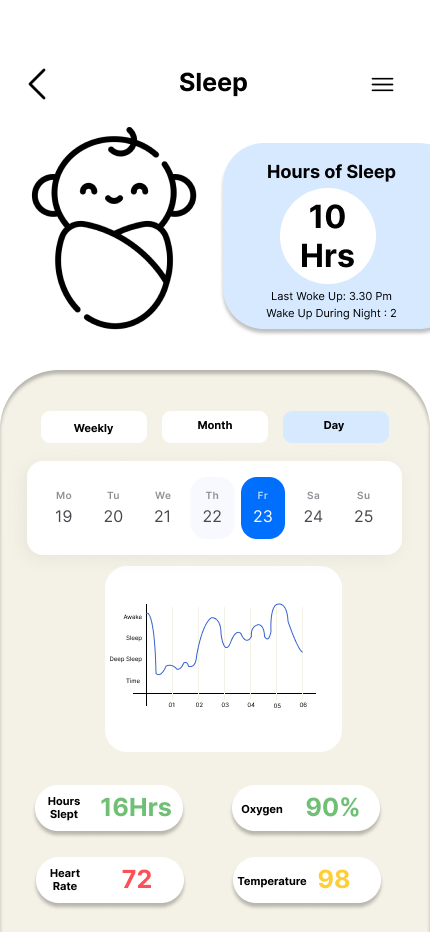 Sleep
Hours of Sleep
10
Hrs
Last Woke Up: 3.30 Pm
Wake Up During Night : 2
Weekly Month Day
Mo Tu We Th Fr Sa Su
19 20 21 22 23 24 25
Awake
Sleep
Deep Sleep
Time
01 02 03 04 05 06
Hours
Slept
16Hrs
Oxygen
90%
Heart
Rate
72
Temperature
98